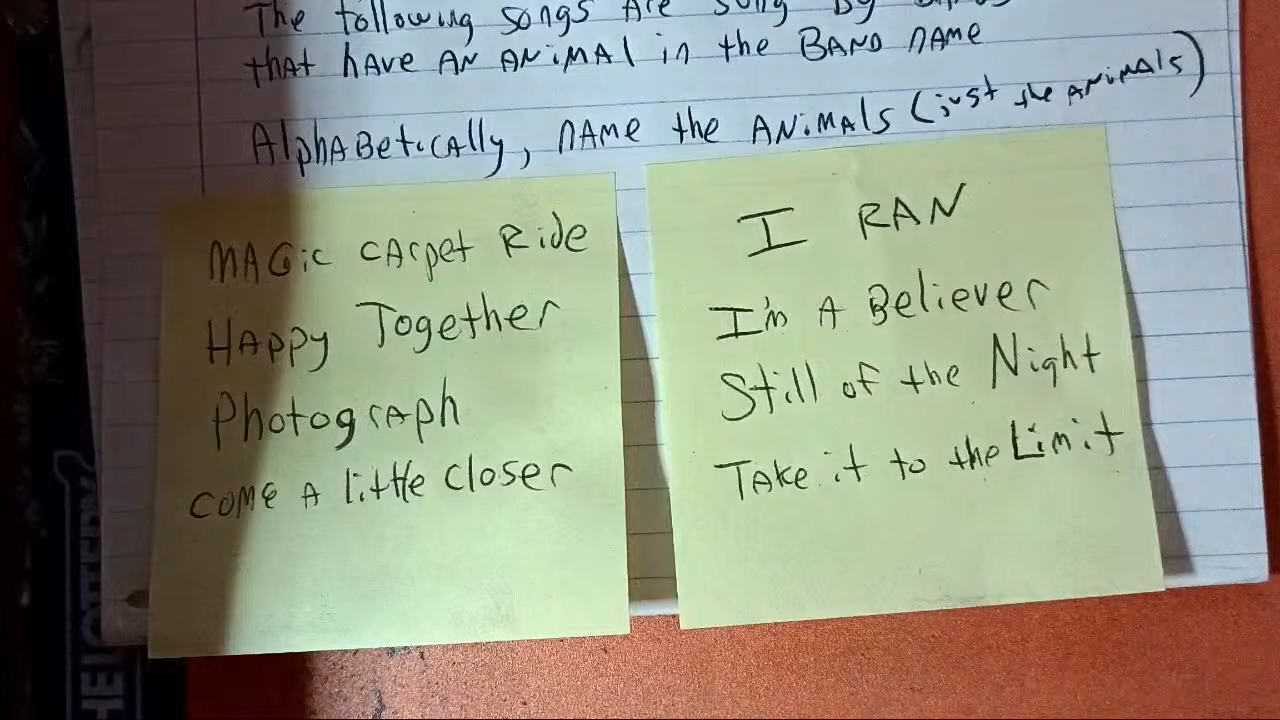 The following songs are sung by
that have an animal in the Band name
Alphabetically, name the animals (just the animals)
Magic Carpet Ride
Happy Together
Photograph
Come a little closer
I RAN
I'm A Believer
Still of the Night
Take it to the Limit